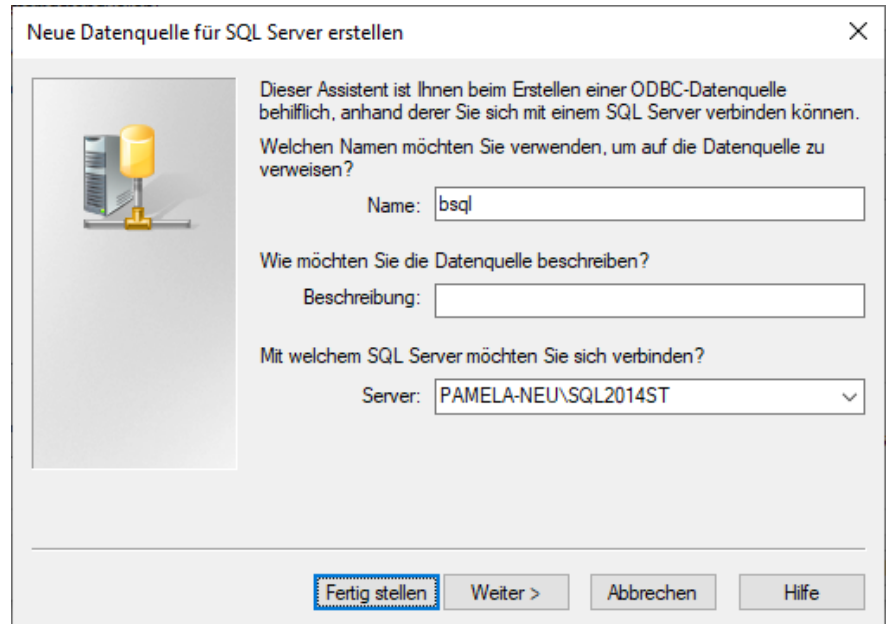 Neue Datenquelle für SQL Server erstellen
Dieser Assistent ist Ihnen beim Erstellen einer ODBC-Datenquelle
behilflich, anhand derer Sie sich mit einem SQL Server verbinden können.
Welchen Namen möchten Sie verwenden, um auf die Datenquelle zu
verweisen?
Name: bsql
Wie möchten Sie die Datenquelle beschreiben?
Beschreibung:
Mit welchem SQL Server möchten Sie sich verbinden?
Server: PAMELA-NEU\SQL2014ST
Fertig stellen Weiter > Abbrechen Hilfe